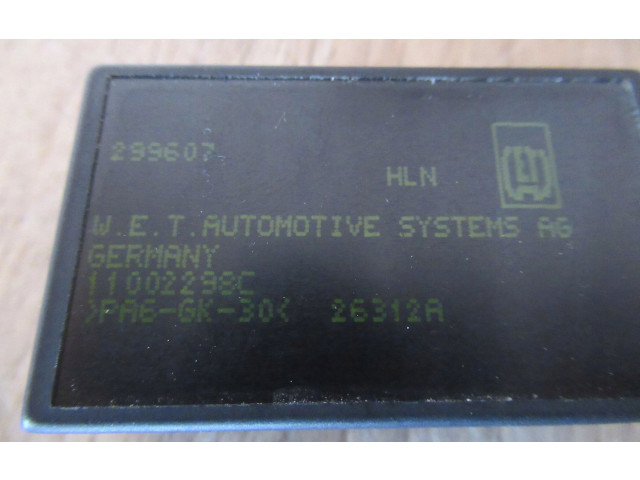 299607
HLN
W.E.T.AUTOMOTIVE SYSTEMS AG
GERMANY
11002298C
>PA6-GK-30< 26312A